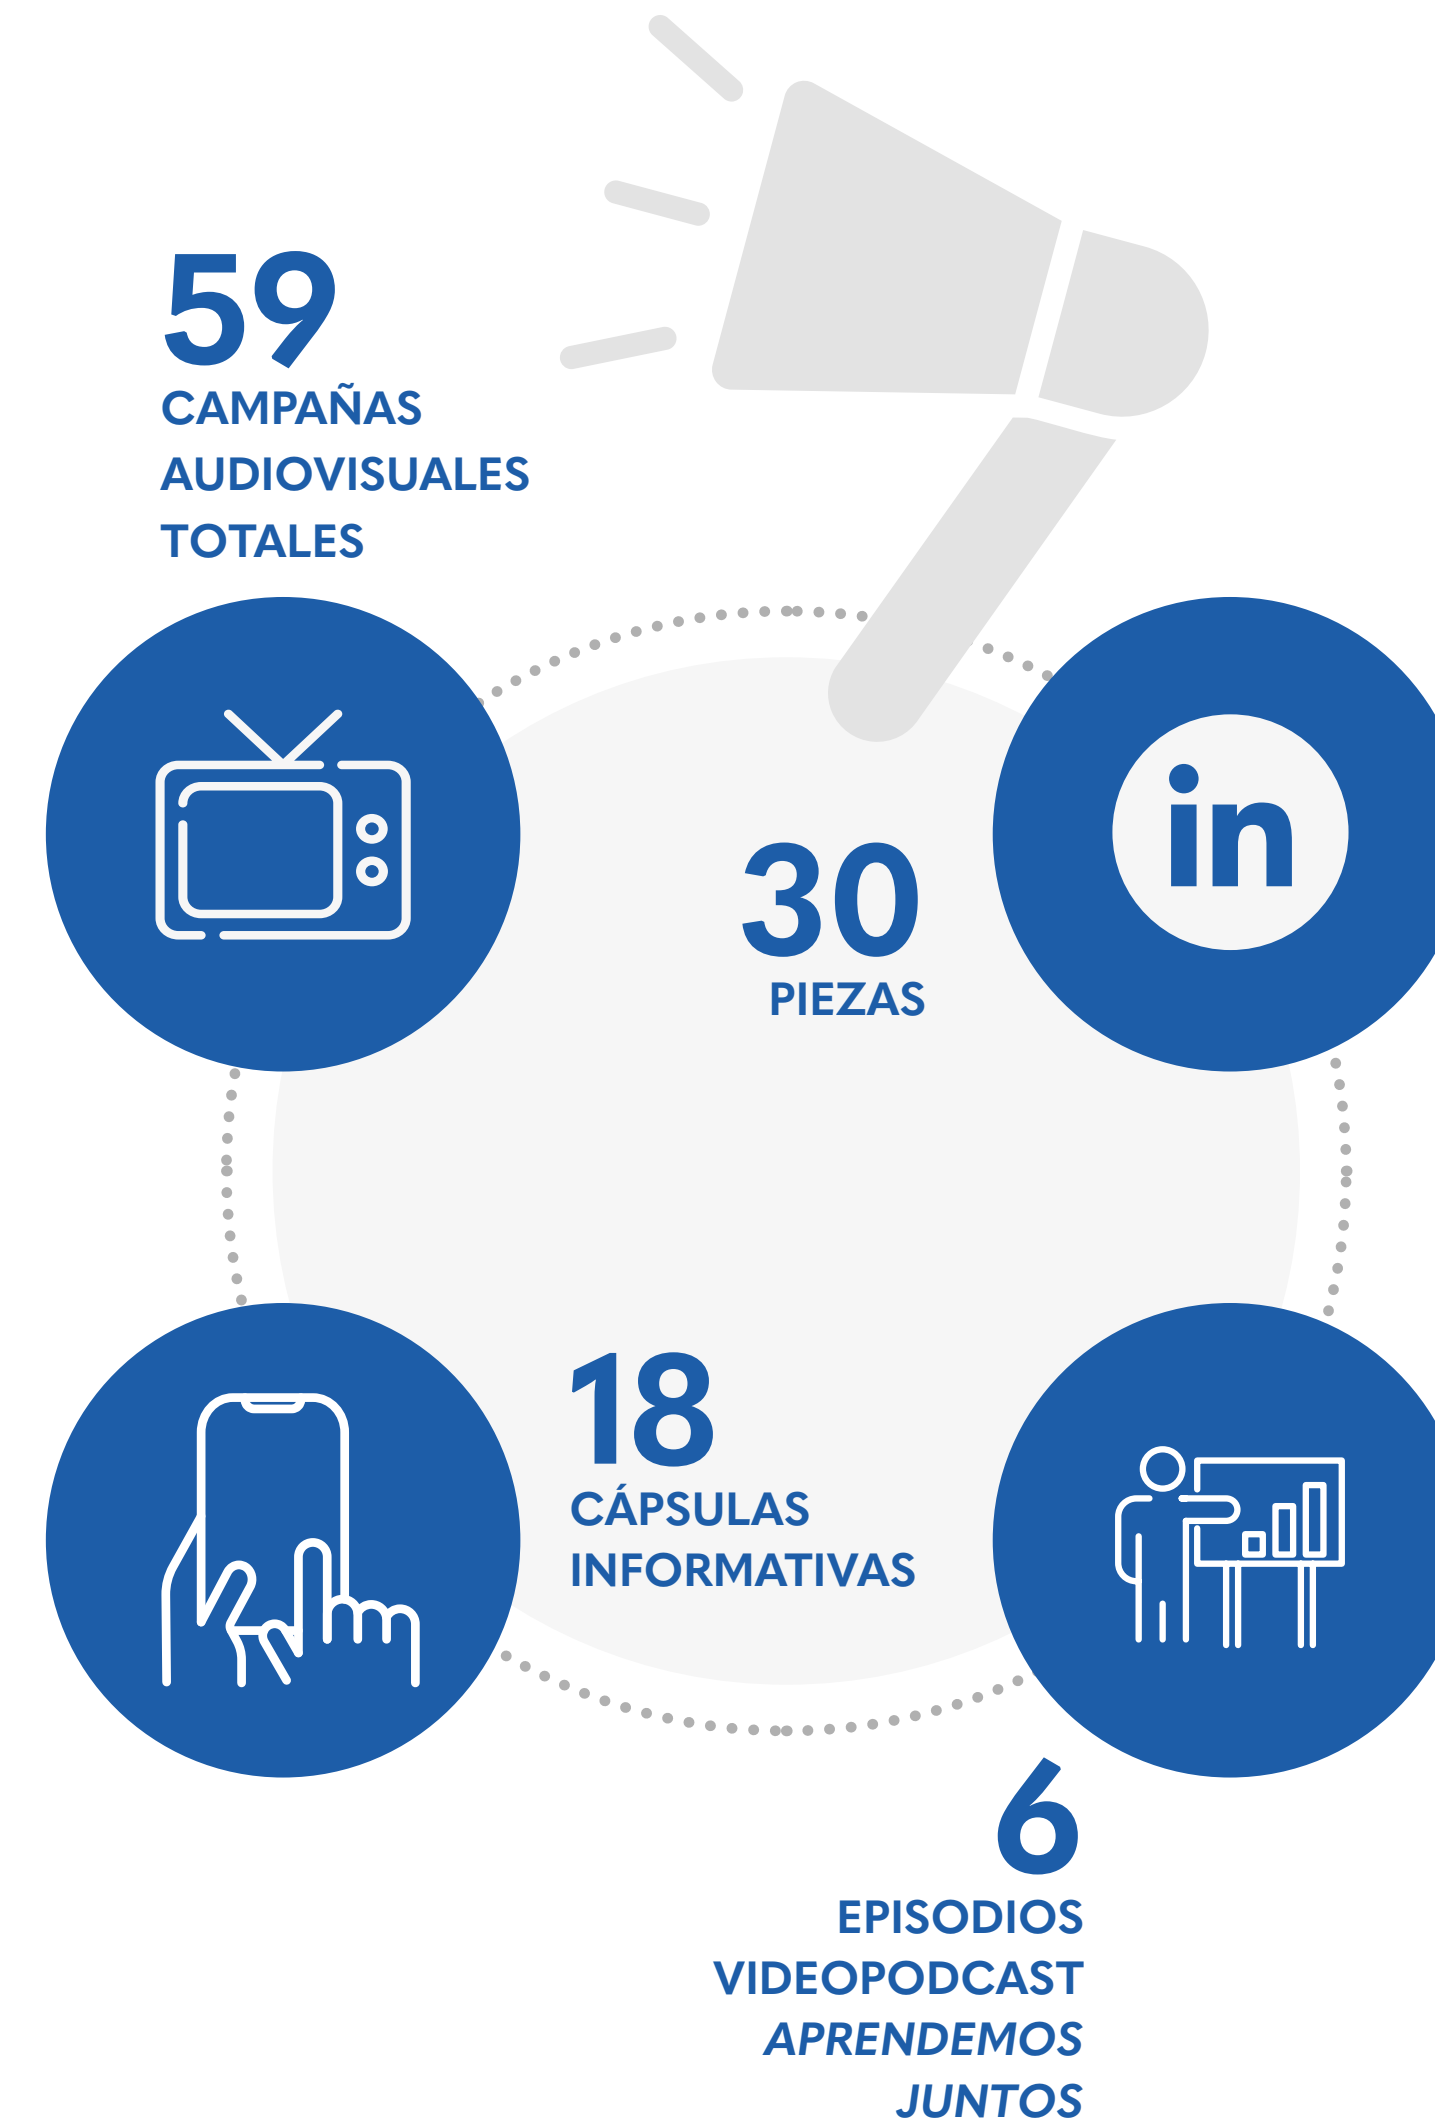 59
CAMPAÑAS
AUDIOVISUALES
TOTALES
in
30
PIEZAS
18
CÁPSULAS
INFORMATIVAS
6
EPISODIOS
VIDEOPODCAST
APRENDEMOS
JUNTOS